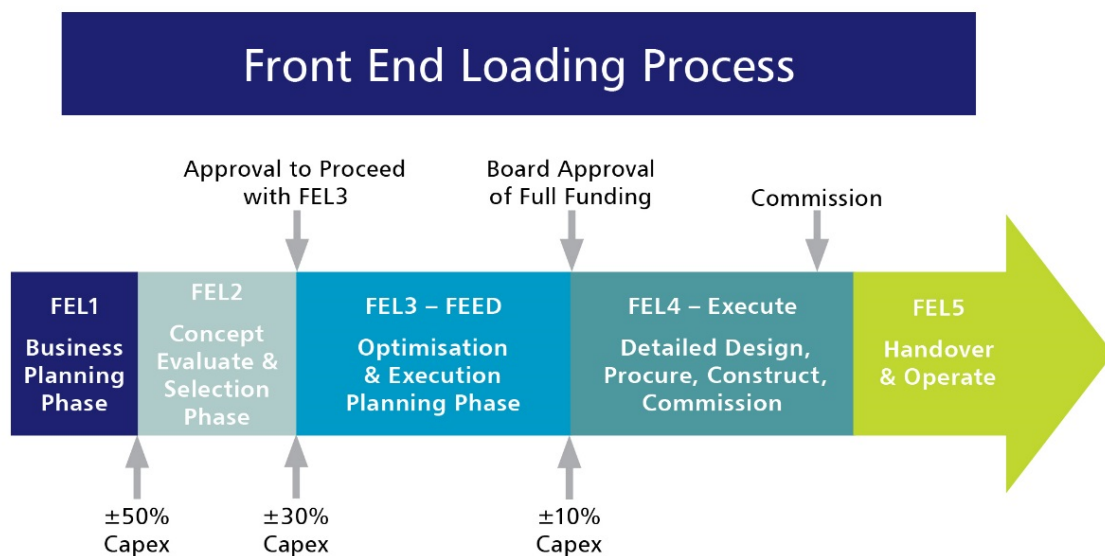 Front End Loading Process
Approval to Proceed
with FEL3
Board Approval
of Full Funding
Commission
FEL1
Business
Planning
Phase
FEL2
Concept
Evaluate &
Selection
Phase
FEL3 – FEED
Optimisation
& Execution
Planning Phase
FEL4 – Execute
Detailed Design,
Procure, Construct,
Commission
FEL5
Handover
& Operate
±50%
Capex
±30%
Capex
±10%
Capex